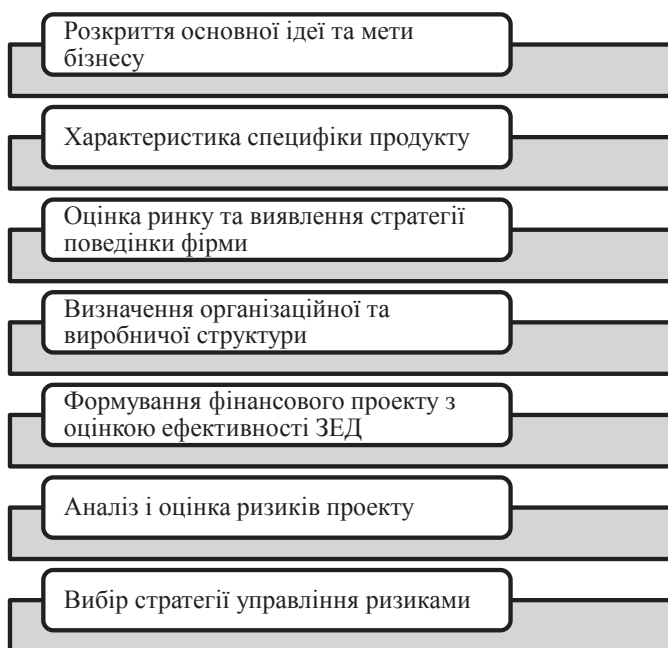 Розкриття основної ідеї та мети
бізнесу
Характеристика специфіки продукту
Оцінка ринку та виявлення стратегії
поведінки фірми
Визначення організаційної та
виробничої структури
Формування фінансового проекту з
оцінкою ефективності ЗЕД
Аналіз і оцінка ризиків проекту
Вибір стратегії управління ризиками